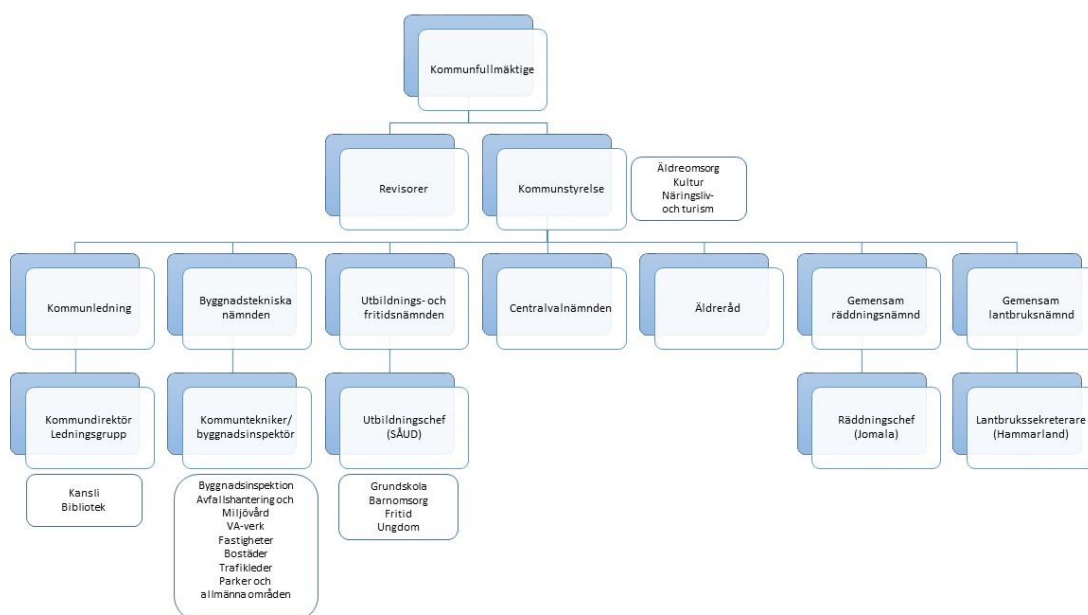 Kommunfullmäktige
Revisorer
Kommunstyrelse
Äldreomsorg
Kultur
Näringsliv-
och turism
Kommunledning
Byggnadstekniska
nämnden
Utbildnings- och
fritidsnämnden
Centralvalnämnden
Äldreråd
Gemensam
räddningsnämnd
Gemensam
lantbruksnämnd
Kommundirektör
Ledningsgrupp
Kommuntekniker/
byggnadsinspektör
Utbildningschef
(SÅUD)
Räddningschef
(Jomala)
Lantbrukssekreterare
(Hammarland)
Kansli
Bibliotek
Byggnadsinspektion
Avfallshantering och
Miljövård
VA-verk
Fastigheter
Bostäder
Trafikleder
Parker och
allmänna områden
Grundskola
Barnomsorg
Fritid
Ungdom